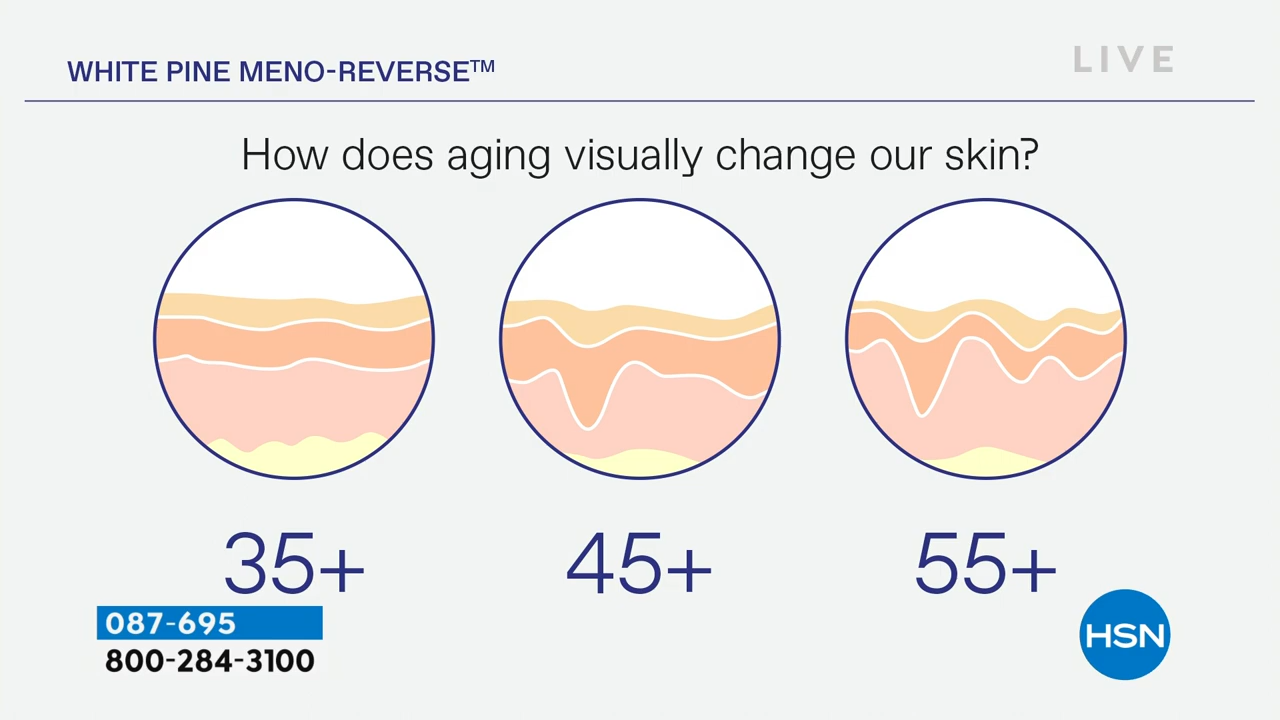 WHITE PINE MENO-REVERSE™
LIVE
How does aging visually change our skin?
35+
45+
55+
087-695
800-284-3100
HSN